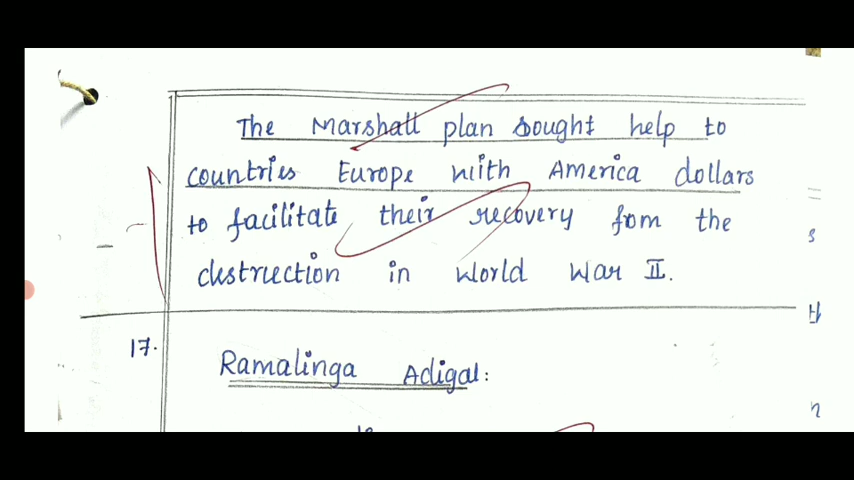 The Marshall plan sought help to
countries Europe with America dollars
to facilitate their recovery fom the
destruction in World War II.
17.
Ramalinga Adigal: